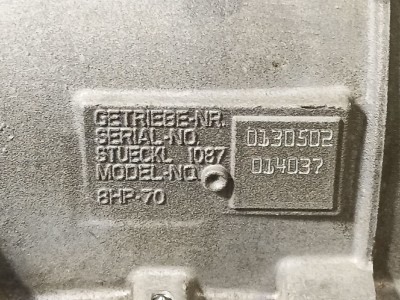 GETRIEBE-NR.
SERIAL-NO.
STUECKL 1087
MODEL-NO.
8HP-70
0130502
014037